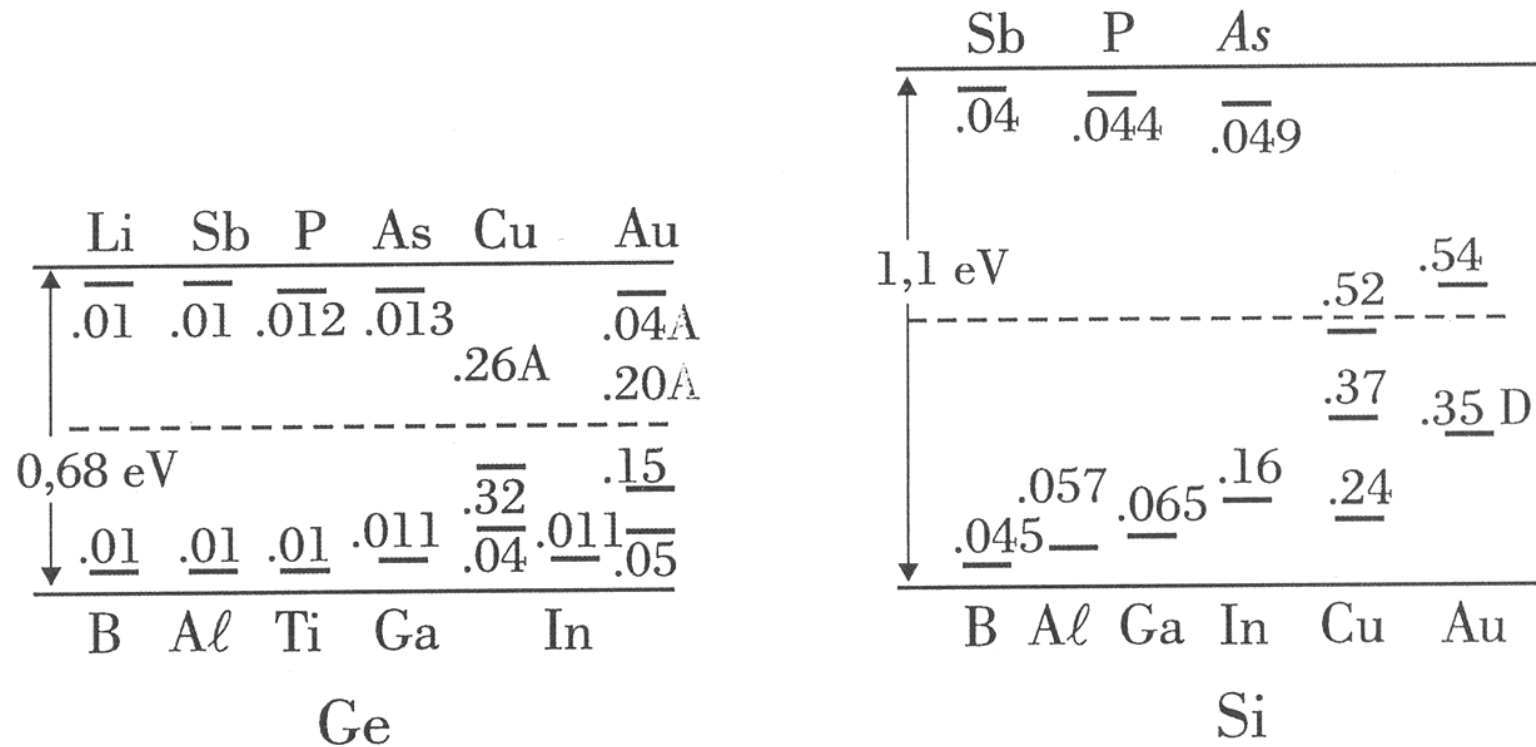 Li Sb P As Cu Au
.01 .01 .012 .013 .04A
.26A .20A
0,68 eV
.32 .15
.01 .01 .01 .011 .04 .011 .05
B Aℓ Ti Ga In
Ge
Sb P As
.04 .044 .049
1,1 eV
.52 .54
.37 .35 D
.045 .057 .065 .16 .24
B Aℓ Ga In Cu Au
Si